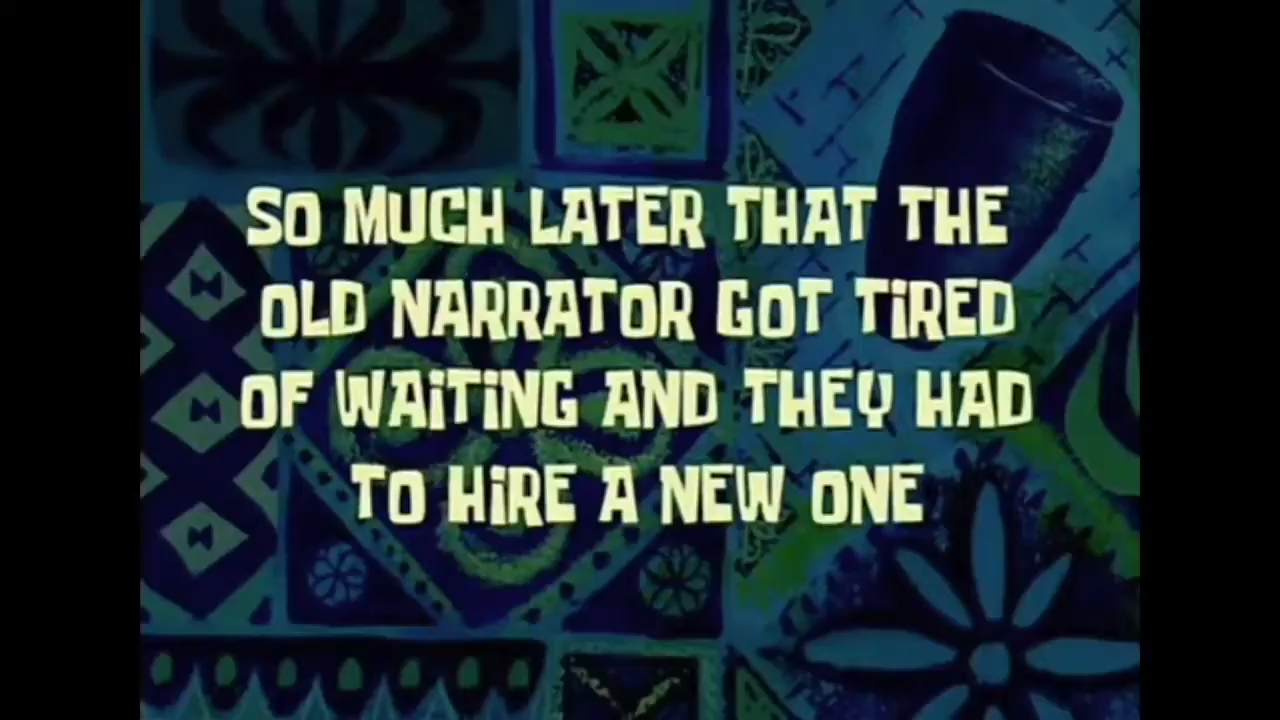 SO MUCH LATER THAT THE
OLD NARRATOR GOT TIRED
OF WAITING AND THEY HAD
TO HIRE A NEW ONE